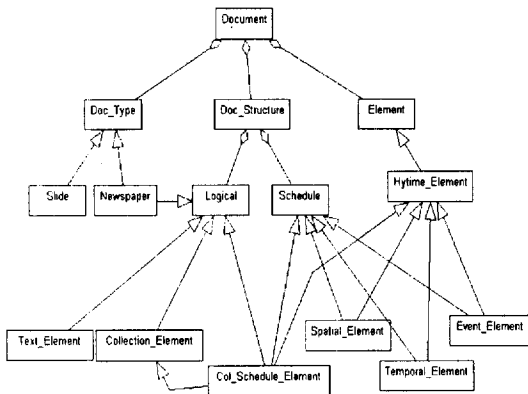 Document
Doc_Type
Doc_Structure
Element
Slide
Newspaper
Logical
Schedule
Hytime_Element
Text_Element
Collection_Element
Spatial_Element
Event_Element
Col_Schedule_Element
Temporal_Element